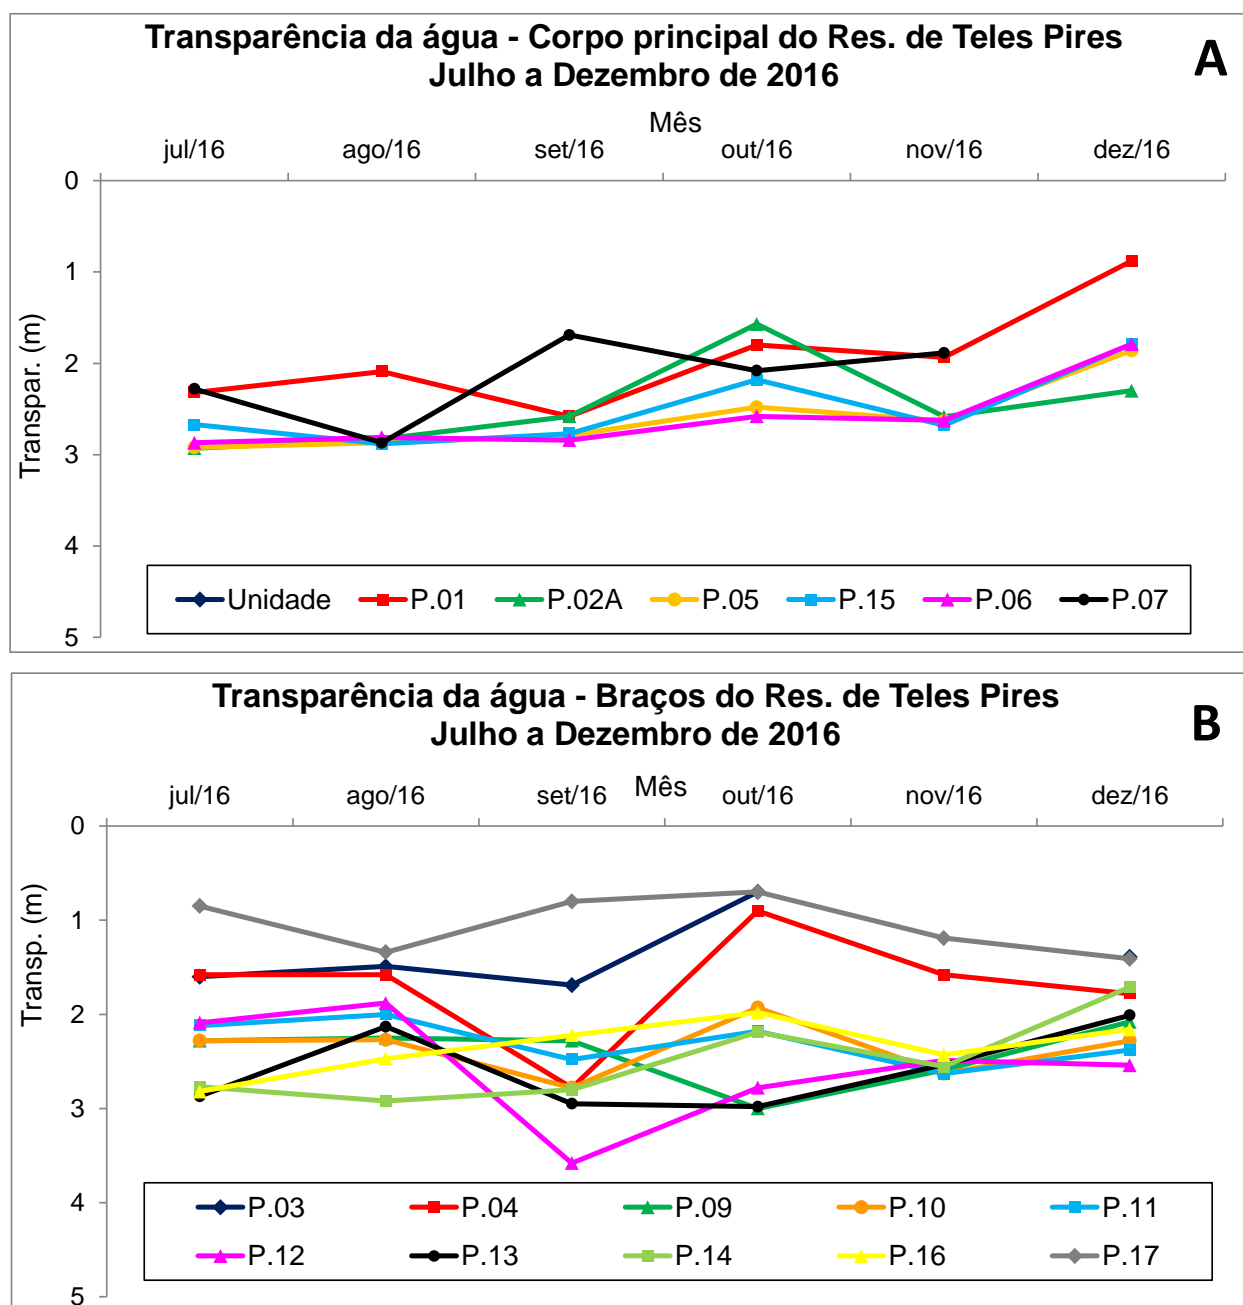 Transparência da água - Corpo principal do Res. de Teles Pires
Julho a Dezembro de 2016
A
Mês
jul/16 ago/16 set/16 out/16 nov/16 dez/16
0
1
2
3
4
5
Transpar. (m)
Unidade P.01 P.02A P.05 P.15 P.06 P.07
Transparência da água - Braços do Res. de Teles Pires
Julho a Dezembro de 2016
B
Mês
jul/16 ago/16 set/16 out/16 nov/16 dez/16
0
1
2
3
4
5
Transp. (m)
P.03 P.04 P.09 P.10 P.11
P.12 P.13 P.14 P.16 P.17